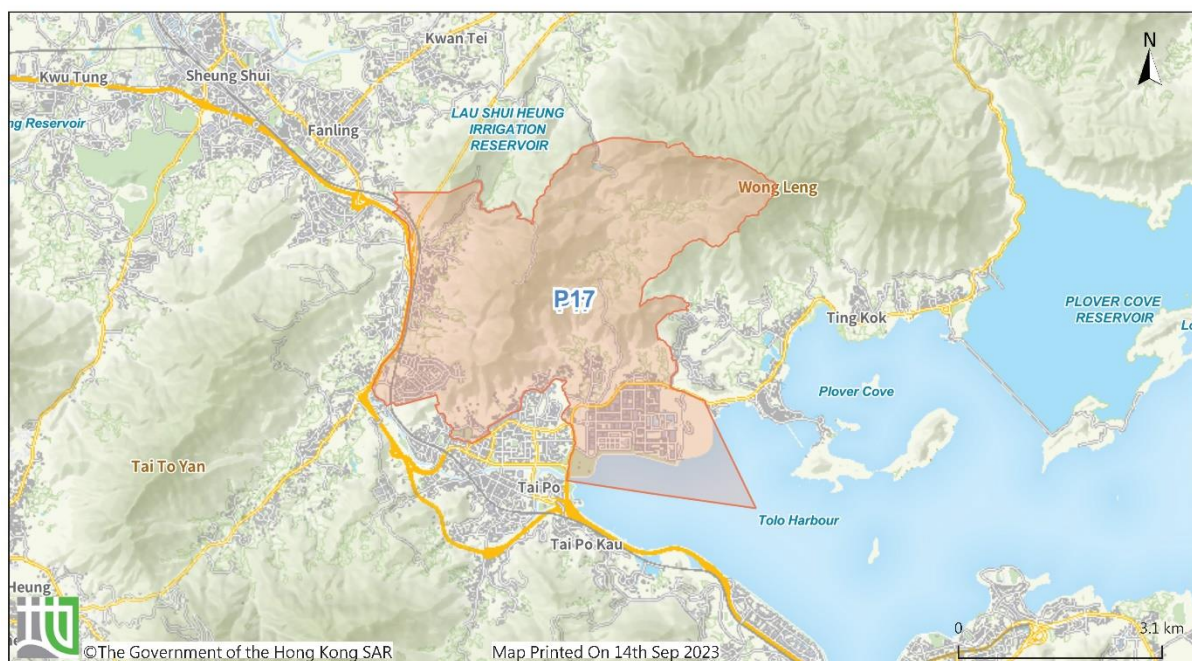 N
Kwan Tei
Kwu Tung
Sheung Shui
LAU SHUI HEUNG
IRRIGATION
RESERVOIR
ng Reservoir
Fanling
Wong Leng
P17
PLOVER COVE
RESERVOIR
Ting Kok
Plover Cove
Tai To Yan
Tai Po
Tolo Harbour
Tai Po Kau
Heung
0
3.1 km
©The Government of the Hong Kong SAR
Map Printed On 14th Sep 2023